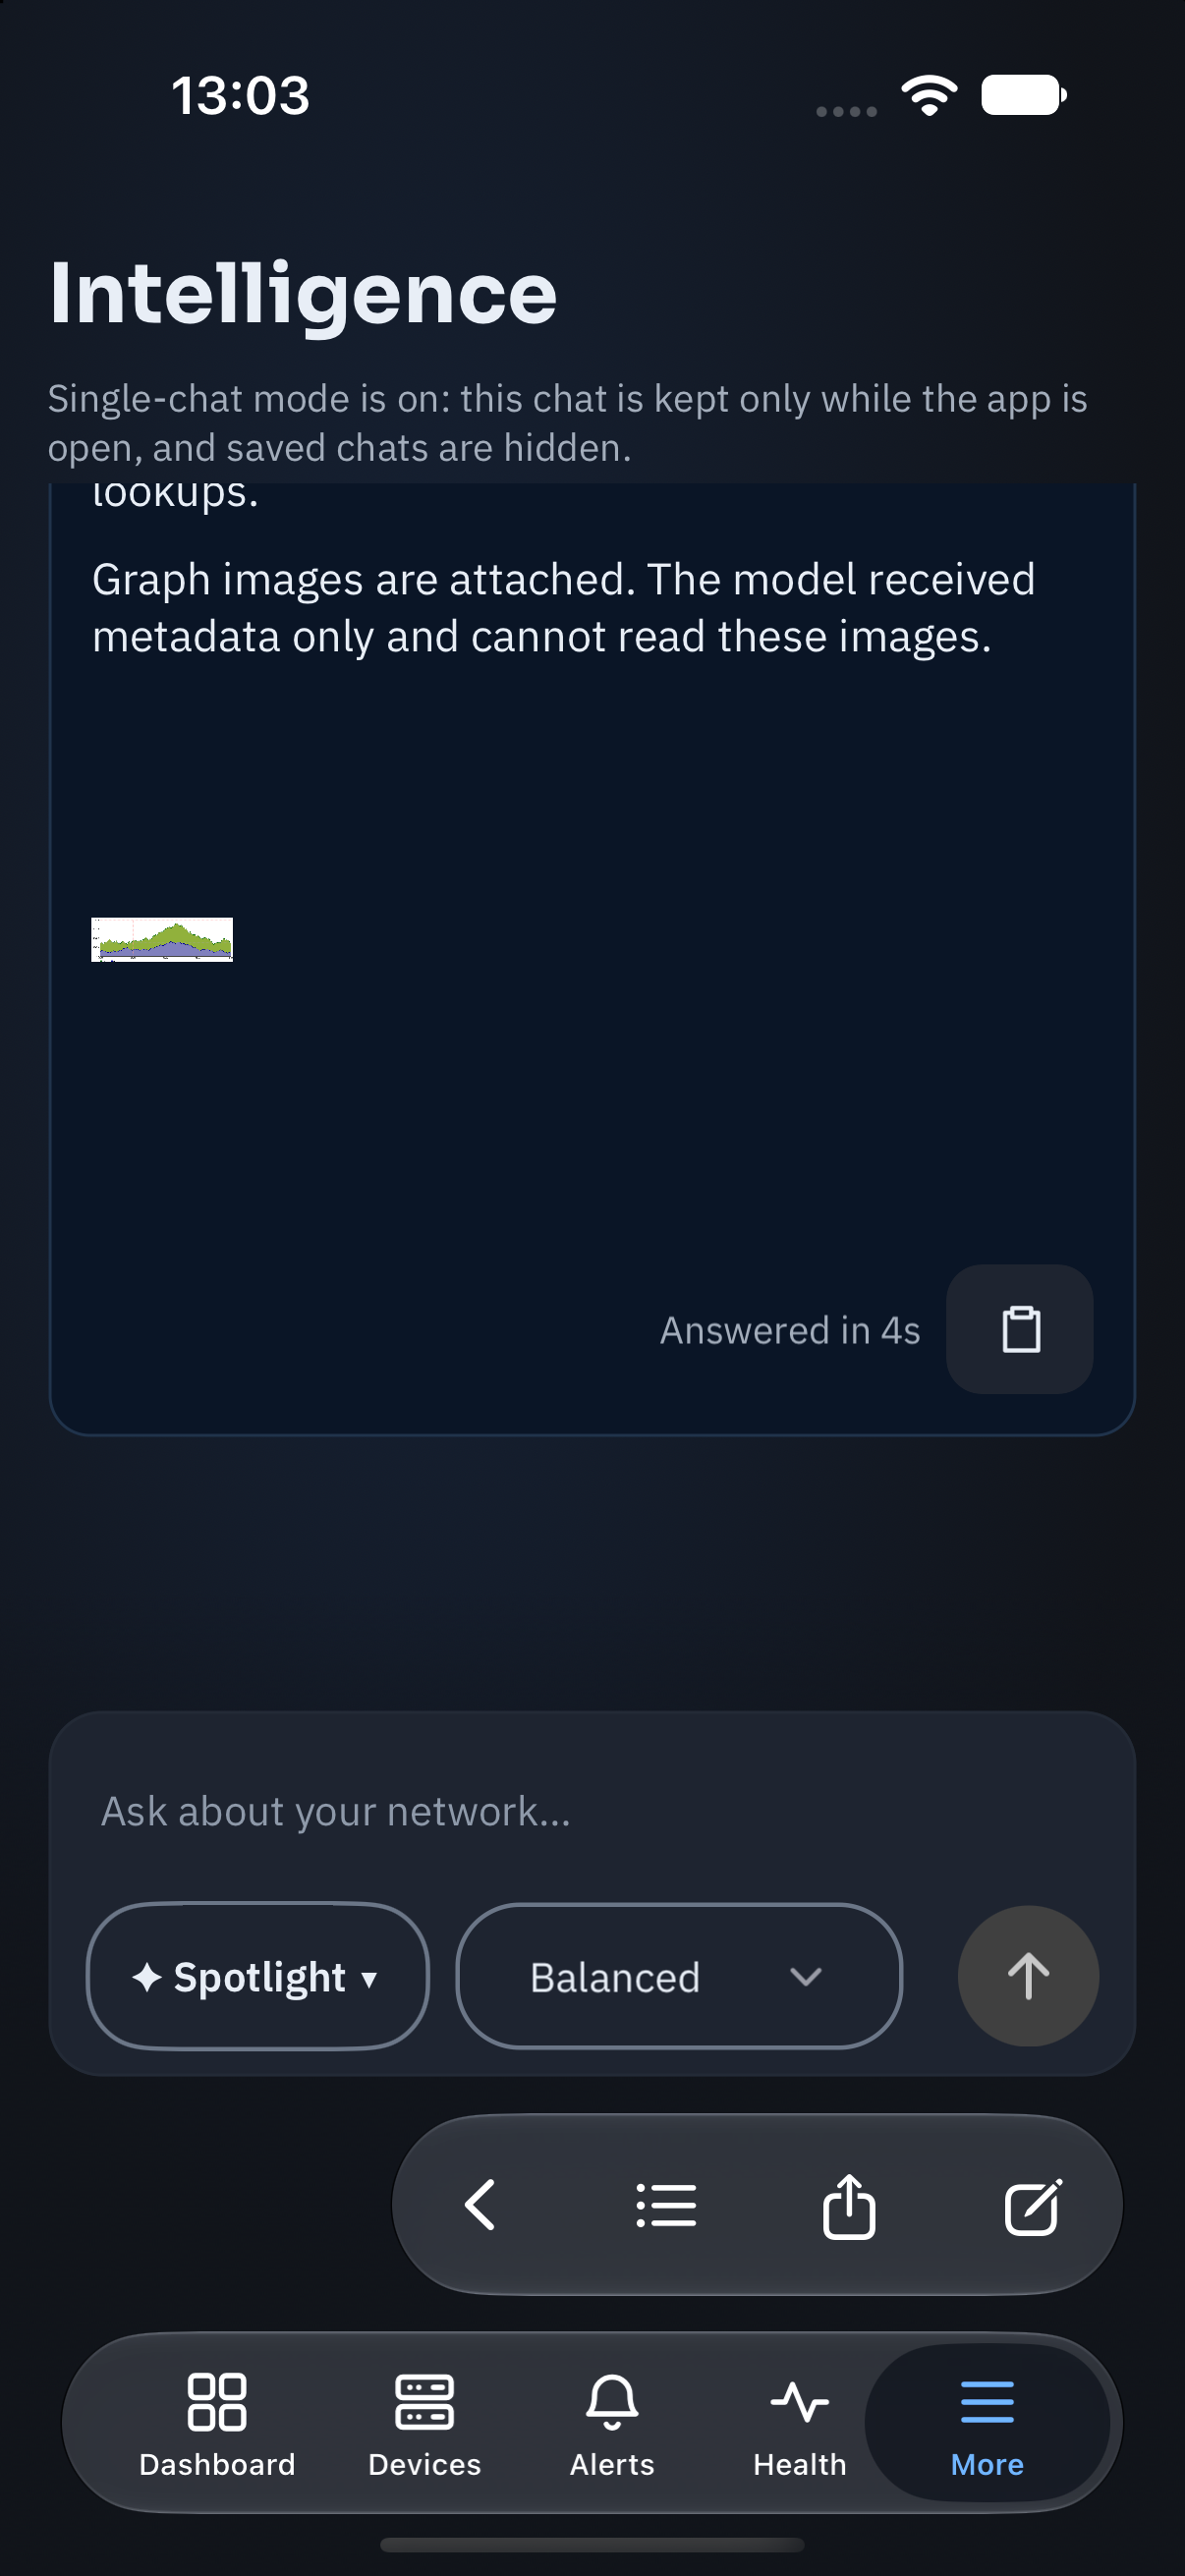 13:03
Intelligence
Single-chat mode is on: this chat is kept only while the app is
open, and saved chats are hidden.
lookups.
Graph images are attached. The model received
metadata only and cannot read these images.
Answered in 4s
Ask about your network...
Spotlight
Balanced
Dashboard
Devices
Alerts
Health
More